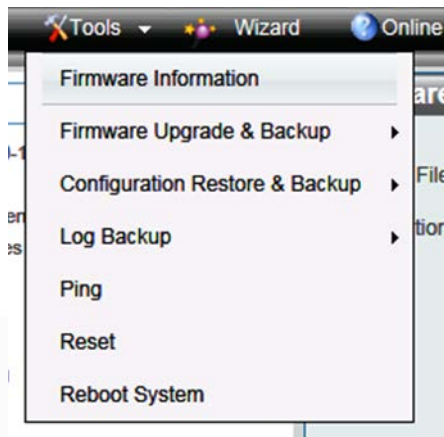 Tools Wizard Online
Firmware Information
Firmware Upgrade & Backup
Configuration Restore & Backup
Log Backup
Ping
Reset
Reboot System